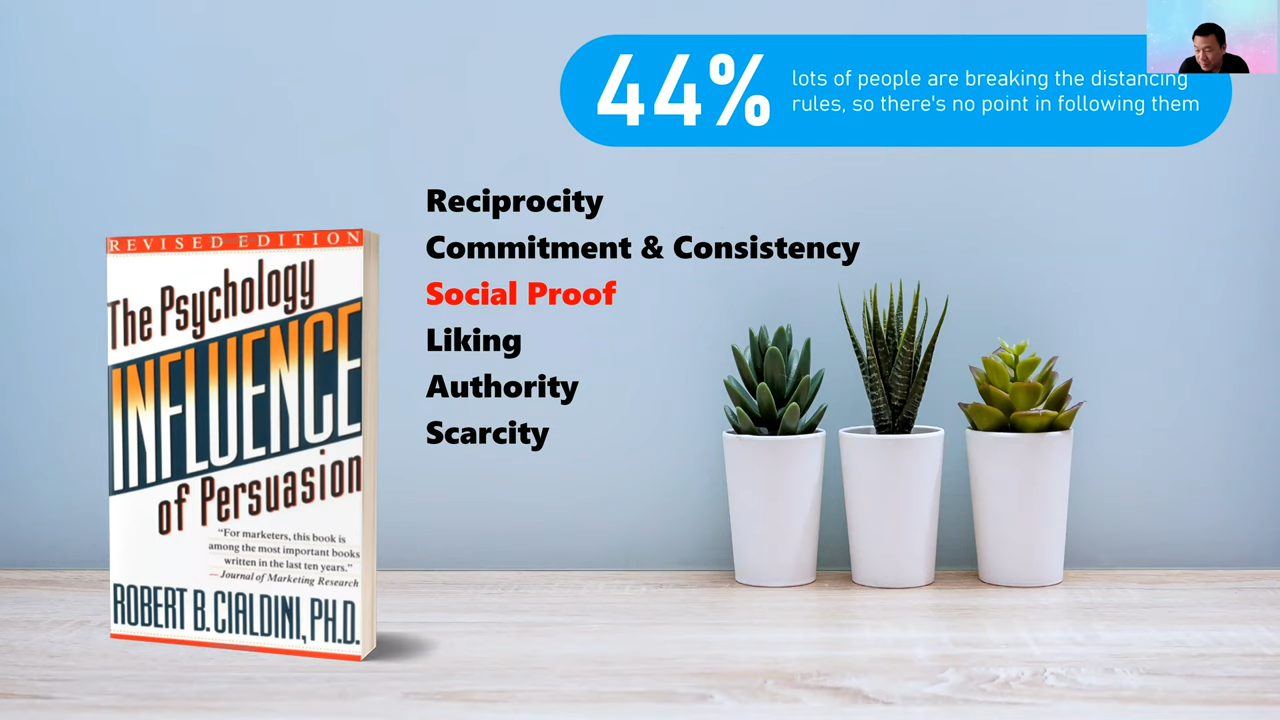 44%
lots of people are breaking the distancing
rules, so there's no point in following them
Reciprocity
Commitment & Consistency
Social Proof
Liking
Authority
Scarcity
REVISED EDITION
The Psychology
INFLUENCE
of Persuasion
"For marketers, this book is
among the most important books
written in the last ten years."
— Journal of Marketing Research
ROBERT B. CIALDINI, PH.D.